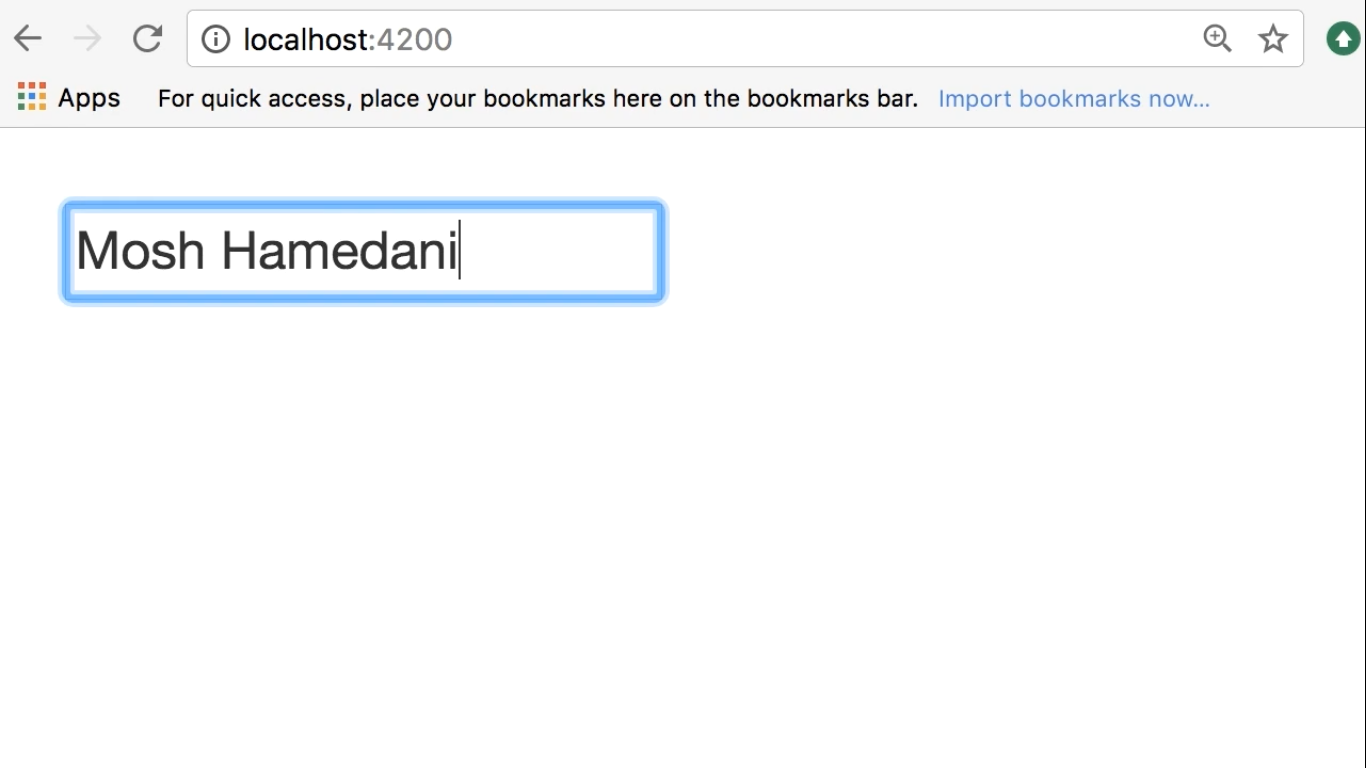 localhost:4200
Apps For quick access, place your bookmarks here on the bookmarks bar. Import bookmarks now...
Mosh Hamedani